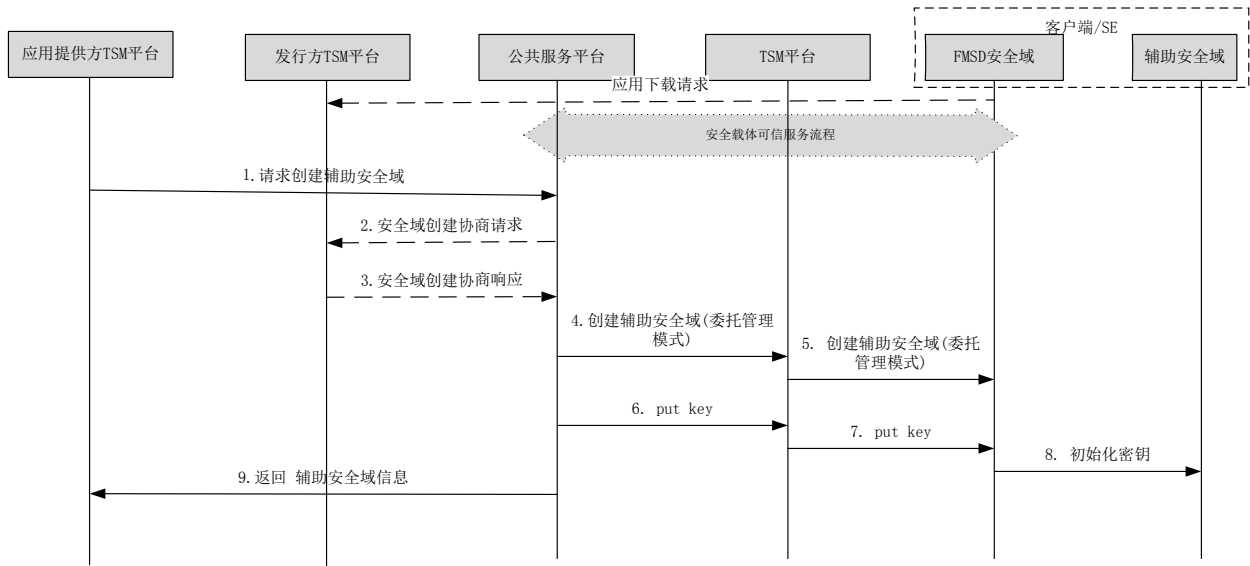 客户端/SE
应用提供方TSM平台
发行方TSM平台
公共服务平台
TSM平台
FMSD安全域
辅助安全域
应用下载请求
安全载体可信服务流程
1.请求创建辅助安全域
2.安全域创建协商请求
3.安全域创建协商响应
4.创建辅助安全域(委托管理
模式)
5. 创建辅助安全域(委托
管理模式)
6. put key
7. put key
8. 初始化密钥
9.返回 辅助安全域信息